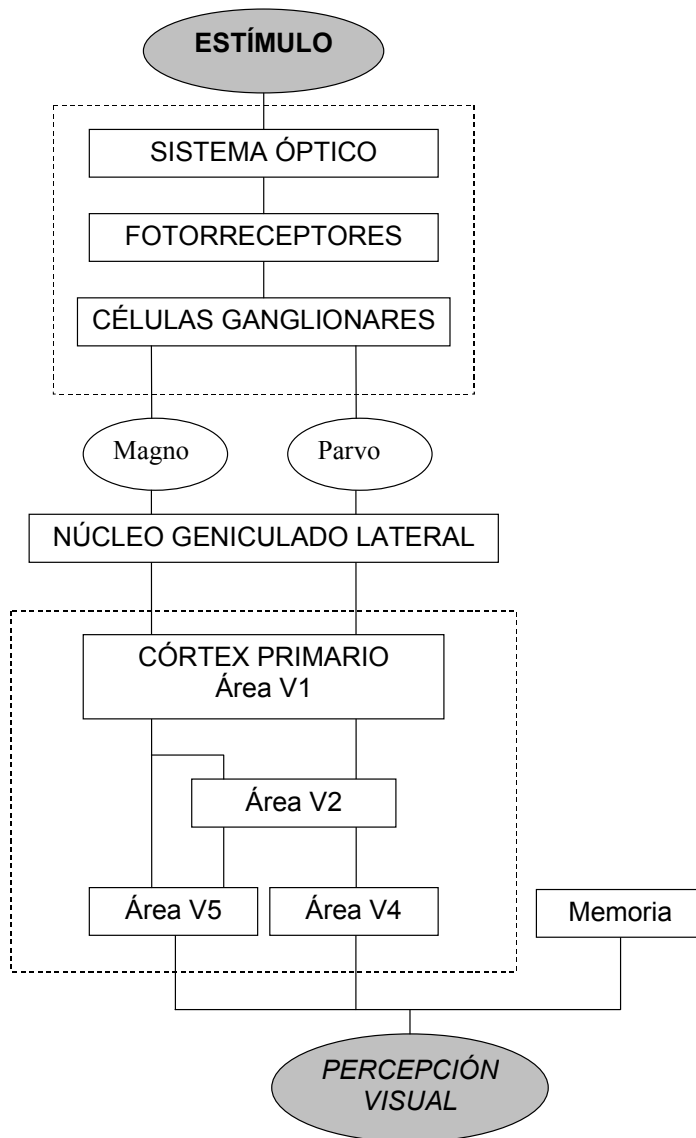 ESTÍMULO
SISTEMA ÓPTICO
FOTORRECEPTORES
CÉLULAS GANGLIONARES
Magno
Parvo
NÚCLEO GENICULADO LATERAL
CÓRTEX PRIMARIO
Área V1
Área V2
Área V5
Área V4
Memoria
PERCEPCIÓN
VISUAL